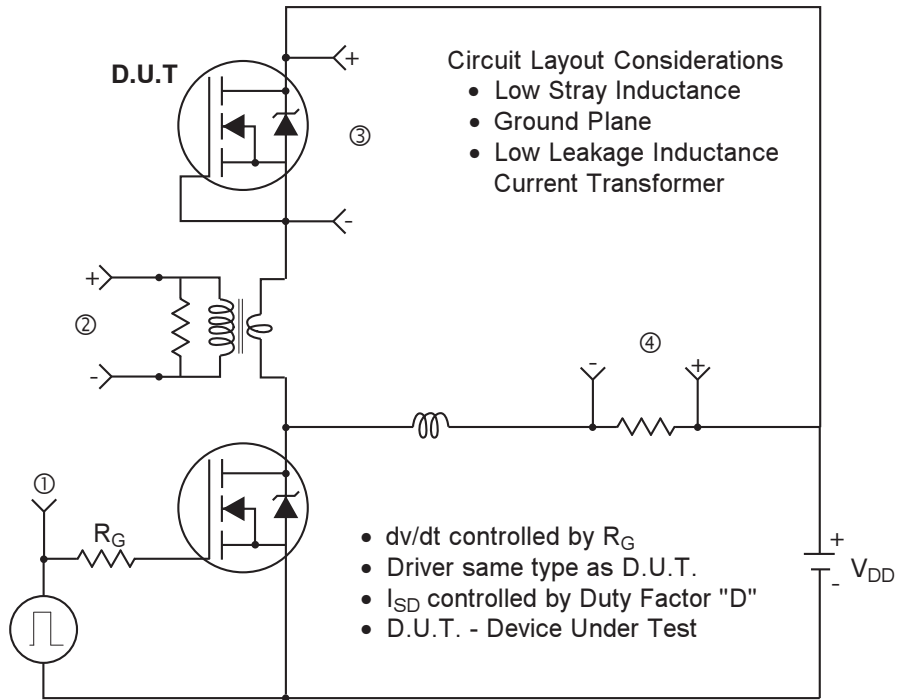 D.U.T
+
Circuit Layout Considerations
• Low Stray Inductance
• Ground Plane
• Low Leakage Inductance
Current Transformer
③
-
+
②
-
④
-
+
①
R_G
• dv/dt controlled by R_G
• Driver same type as D.U.T.
• I_SD controlled by Duty Factor "D"
• D.U.T. - Device Under Test
+
V_DD
-